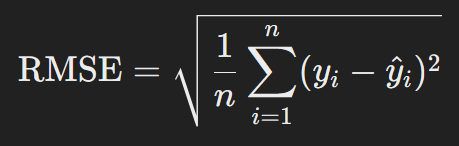 RMSE = √(1/n ∑_{i=1}^{n} (y_i − ŷ_i)²)